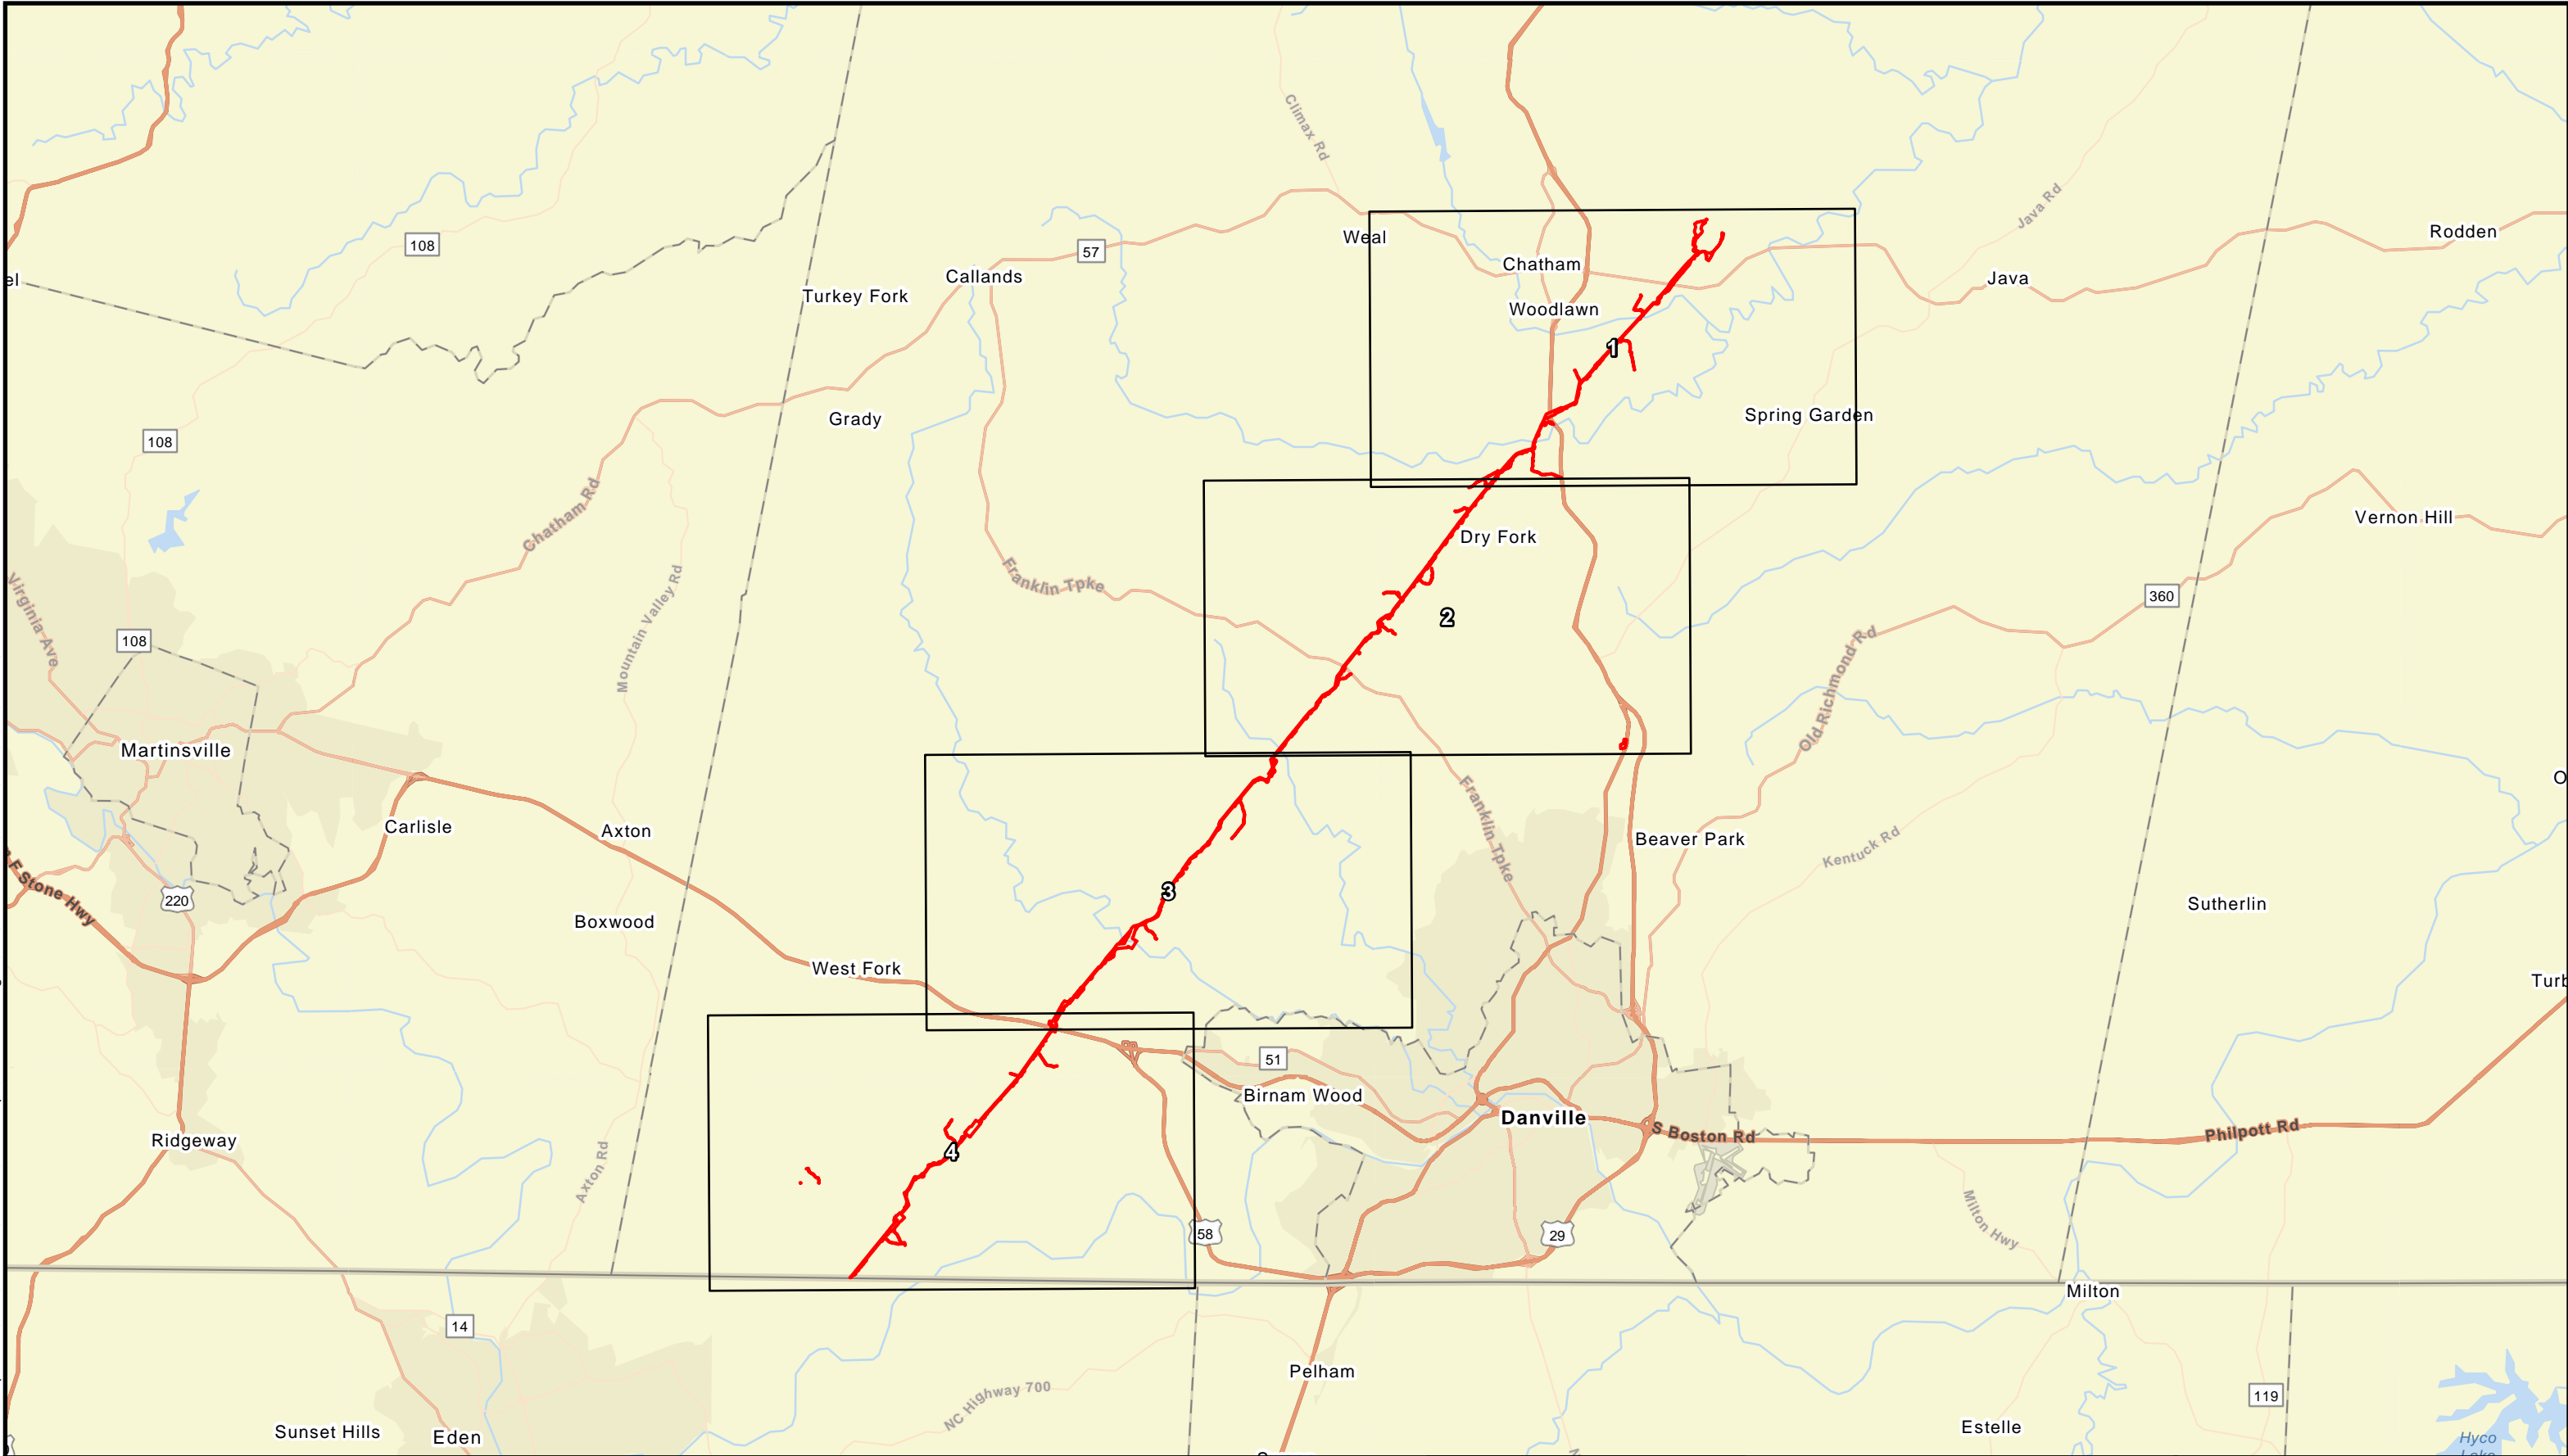 Climax Rd
Java Rd
108
57
Weal
Rodden
Chatham
Callands
Java
Turkey Fork
Woodlawn
1
Grady
Spring Garden
108
Chatham Rd
Vernon Hill
Dry Fork
Franklin Tpke
360
Virginia Ave
Mountain Valley Rd
2
108
Old Richmond Rd
Martinsville
Franklin Tpke
Carlisle
Axton
Beaver Park
Kentuck Rd
Stone Hwy
220
3
Sutherlin
Boxwood
West Fork
51
Birnam Wood
Danville
S Boston Rd
Philpott Rd
Ridgeway
4
Axton Rd
Milton Hwy
58
29
Milton
14
Pelham
NC Highway 700
119
Sunset Hills
Eden
Estelle
Hyco